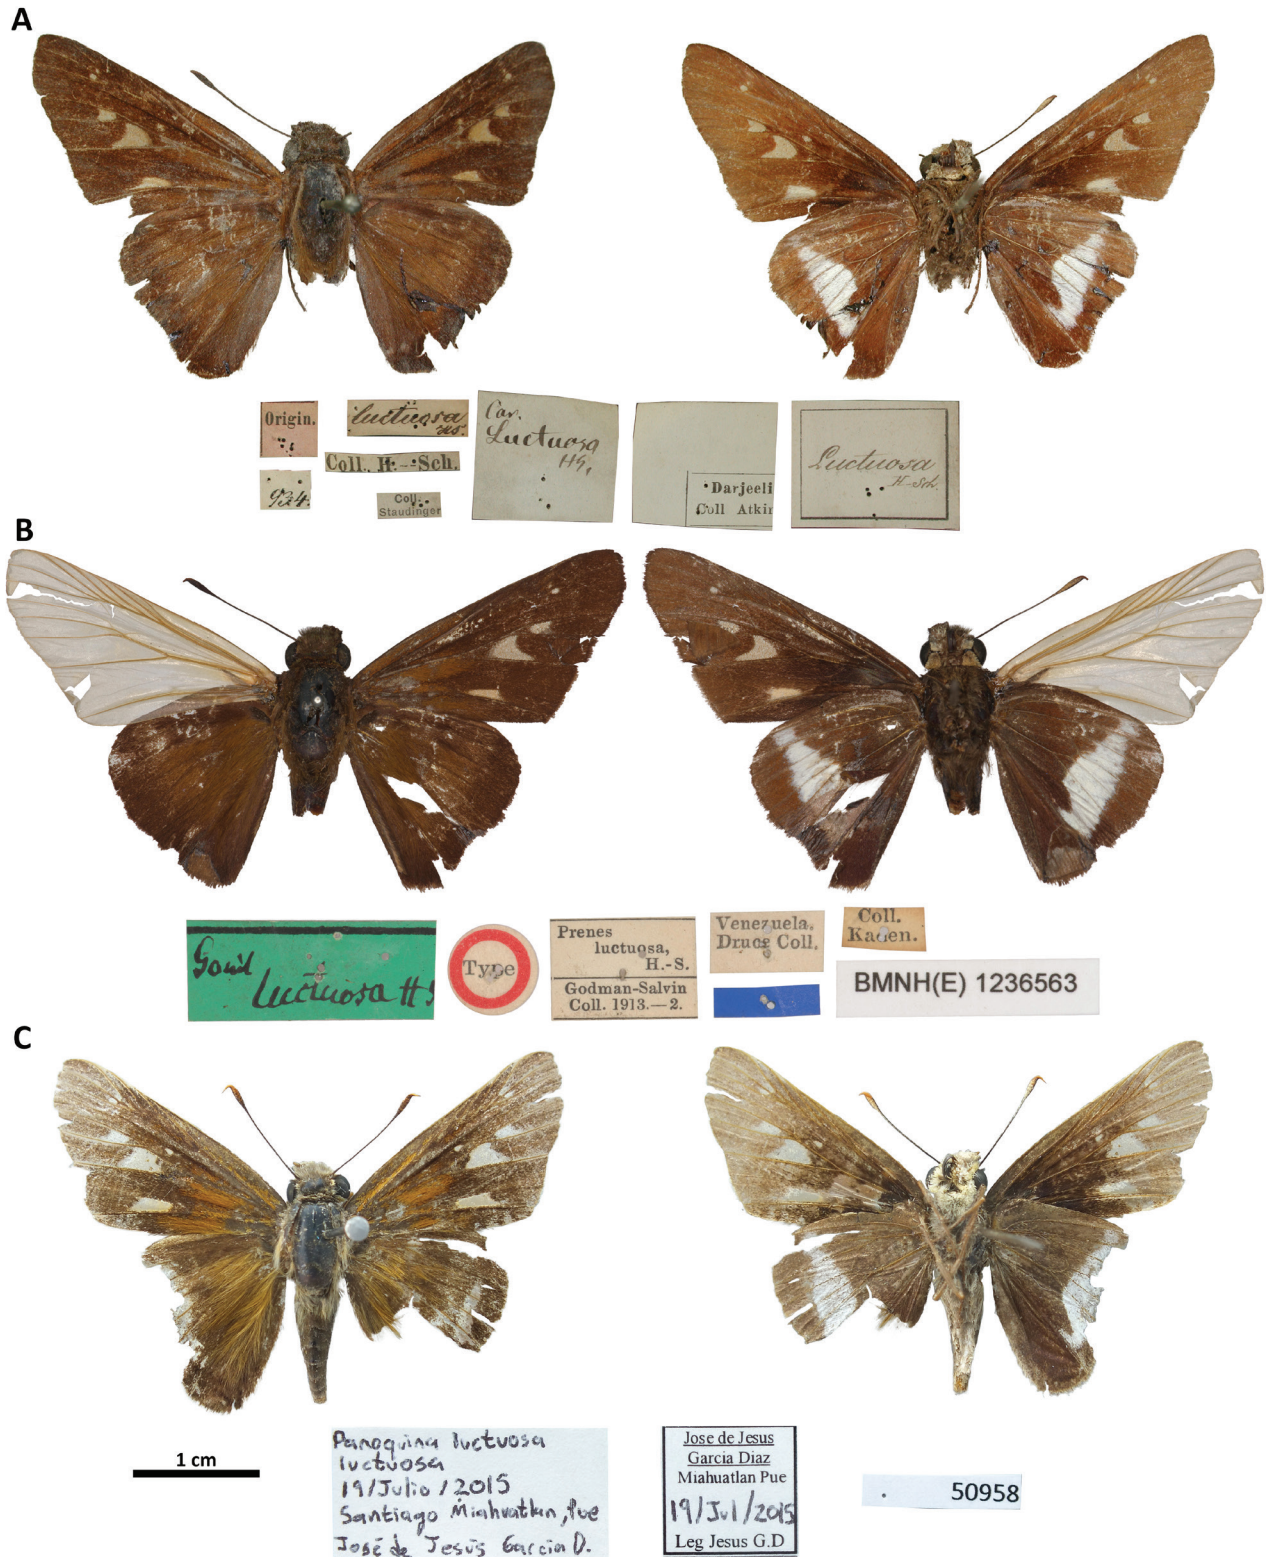 A
Origin.
luctuosa
HS.
Car.
Luctuosa
HS,
Coll. H.-Sch.
934.
Coll.
Staudinger
Darjeeli
Coll Atkin
Luctuosa
H-Sch.
B
Luctuosa HS
Type
Prenes
luctuosa,
H.-S.
Godman-Salvin
Coll. 1913.—2.
Venezuela.
Druce Coll.
Coll.
Kaden.
BMNH(E) 1236563
C
1 cm
Panoquina luctuosa
luctuosa
19/Julio/2015
Santiago Miahuatlan, Pue
José de Jesús García D.
Jose de Jesus
Garcia Diaz
Miahuatlan Pue
19/Jul/2015
Leg Jesus G.D
50958